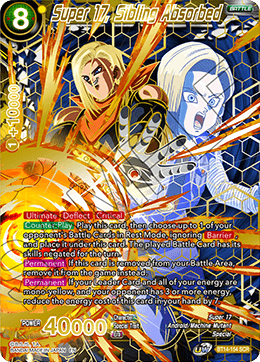 Super 17, Sibling Absorbed
BATTLE
8
1 + 10000
Ultimate Deflect Critical
Counter:Play Play this card, then choose up to 1 of your
opponent's Battle Cards in Rest Mode, ignoring Barrier
and place it under this card. The played Battle Card has its
skills negated for the turn.
Permanent If this card is removed from your Battle Area,
remove it from the game instead.
Permanent If your Leader Card and all of your energy are
mono-yellow and your opponent has 3 or more energy,
reduce the energy cost of this card in your hand by 7.
POWER 40000
Character
Super 17
Special Trait
Android/Machine Mutant
BT14-154 SCR